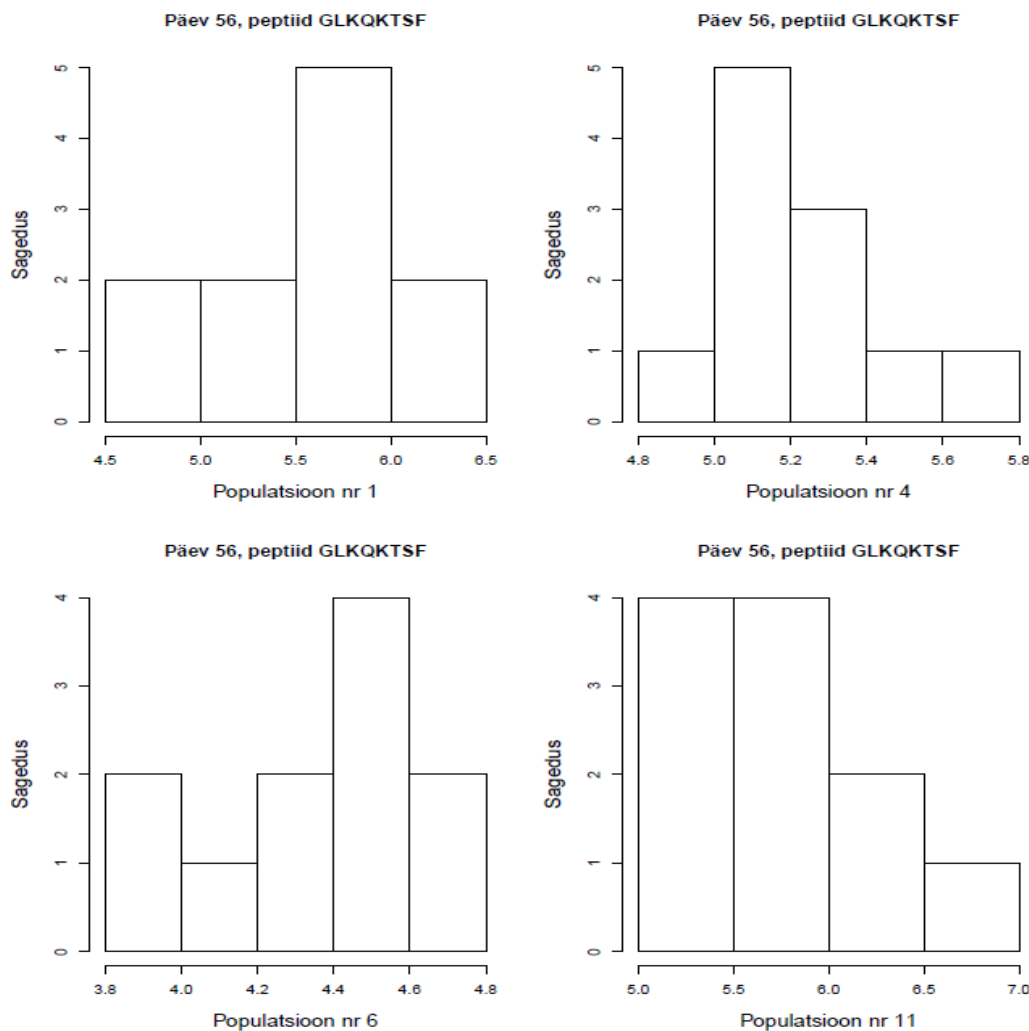 Päev 56, peptiid GLKQKTSF
Sagedus
5
4
3
2
1
0
4.5 5.0 5.5 6.0 6.5
Populatsioon nr 1
Päev 56, peptiid GLKQKTSF
Sagedus
5
4
3
2
1
0
4.8 5.0 5.2 5.4 5.6 5.8
Populatsioon nr 4
Päev 56, peptiid GLKQKTSF
Sagedus
4
3
2
1
0
3.8 4.0 4.2 4.4 4.6 4.8
Populatsioon nr 6
Päev 56, peptiid GLKQKTSF
Sagedus
4
3
2
1
0
5.0 5.5 6.0 6.5 7.0
Populatsioon nr 11